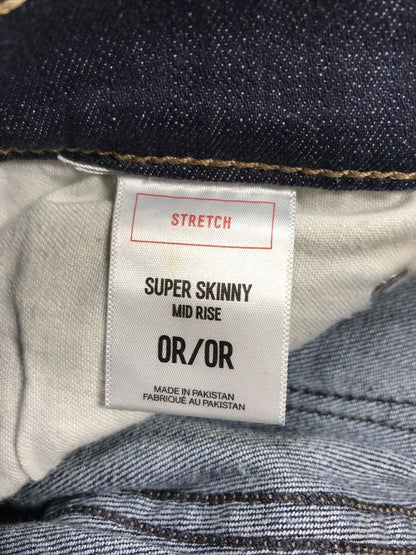 STRETCH
SUPER SKINNY
MID RISE
0R/0R
MADE IN PAKISTAN
FABRIQUÉ AU PAKISTAN